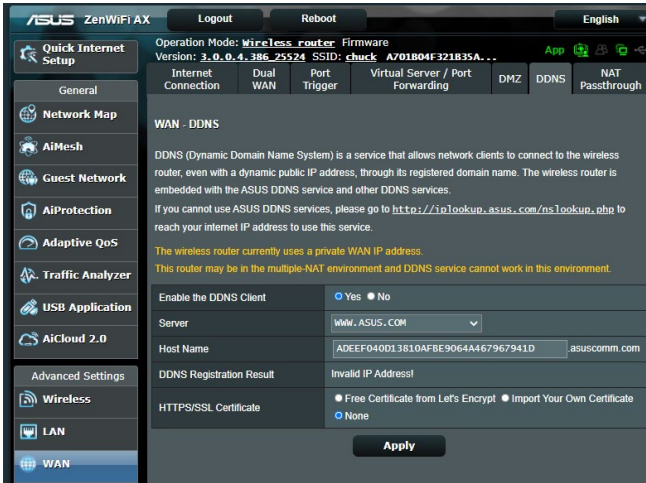 ASUS ZenWiFi AX Logout Reboot English
Quick Internet Setup
Operation Mode: Wireless router Firmware
Version: 3.0.0.4.386_25524 SSID: chuck A701B04F321B35A...
App
Internet Connection Dual WAN Port Trigger Virtual Server / Port Forwarding DMZ DDNS NAT Passthrough
General
Network Map
AiMesh
Guest Network
AiProtection
Adaptive QoS
Traffic Analyzer
USB Application
AiCloud 2.0
Advanced Settings
Wireless
LAN
WAN
WAN - DDNS
DDNS (Dynamic Domain Name System) is a service that allows network clients to connect to the wireless
router, even with a dynamic public IP address, through its registered domain name. The wireless router is
embedded with the ASUS DDNS service and other DDNS services.
If you cannot use ASUS DDNS services, please go to http://iplookup.asus.com/nslookup.php to
reach your internet IP address to use this service.
The wireless router currently uses a private WAN IP address.
This router may be in the multiple-NAT environment and DDNS service cannot work in this environment.
Enable the DDNS Client Yes No
Server WWW.ASUS.COM
Host Name ADEEF040D13810AFBE9064A467967941D .asuscomm.com
DDNS Registration Result Invalid IP Address!
HTTPS/SSL Certificate Free Certificate from Let's Encrypt Import Your Own Certificate
None
Apply